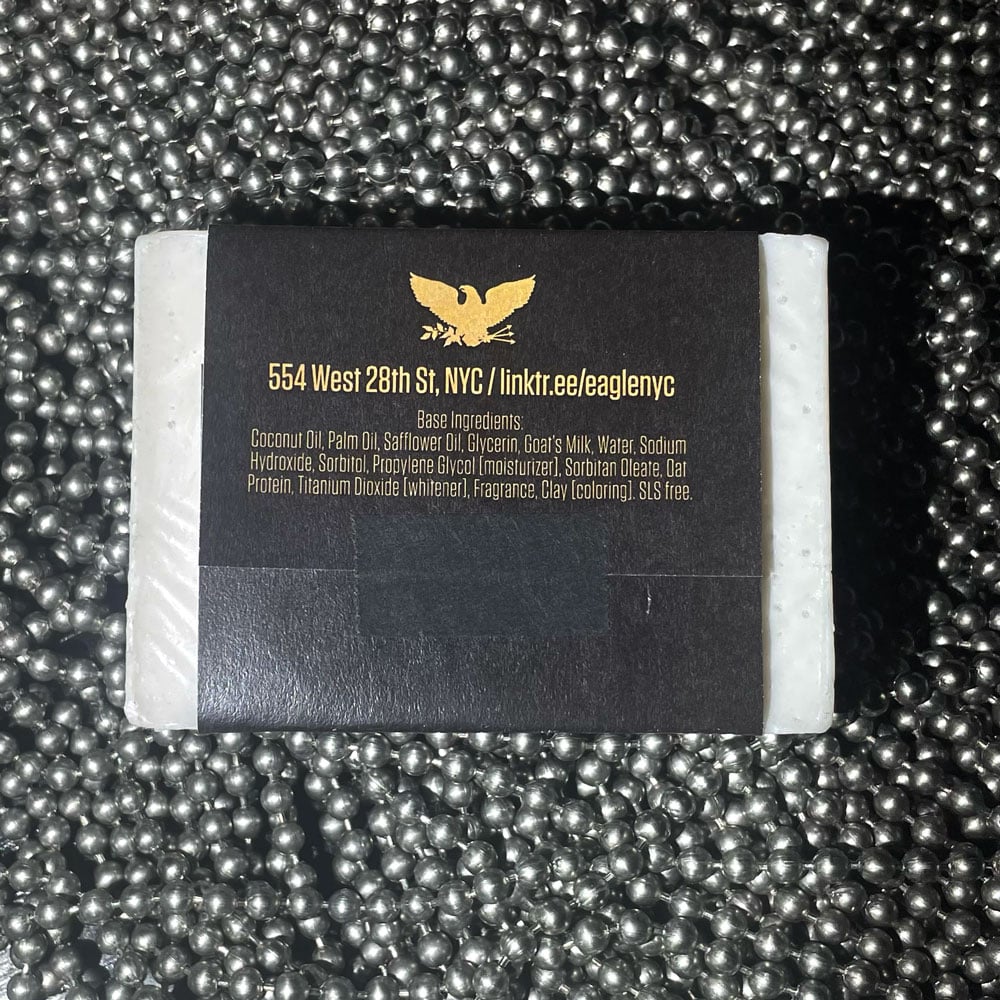 554 West 28th St, NYC / linktr.ee/eaglenyc
Base Ingredients:
Coconut Oil, Palm Oil, Safflower Oil, Glycerin, Goat's Milk, Water, Sodium
Hydroxide, Sorbitol, Propylene Glycol [moisturizer], Sorbitan Oleate, Oat
Protein, Titanium Dioxide [whitener], Fragrance, Clay [coloring]. SLS free.